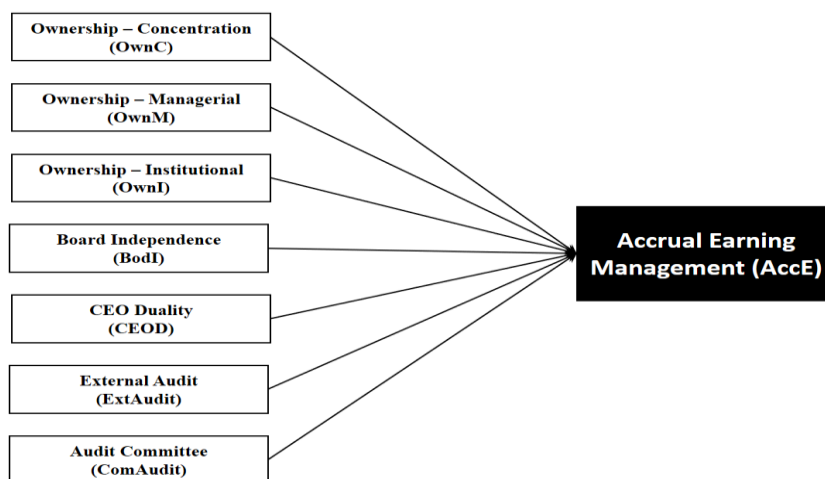 Ownership – Concentration
(OwnC)
Ownership – Managerial
(OwnM)
Ownership – Institutional
(OwnI)
Board Independence
(BodI)
CEO Duality
(CEOD)
External Audit
(ExtAudit)
Audit Committee
(ComAudit)
Accrual Earning
Management (AccE)